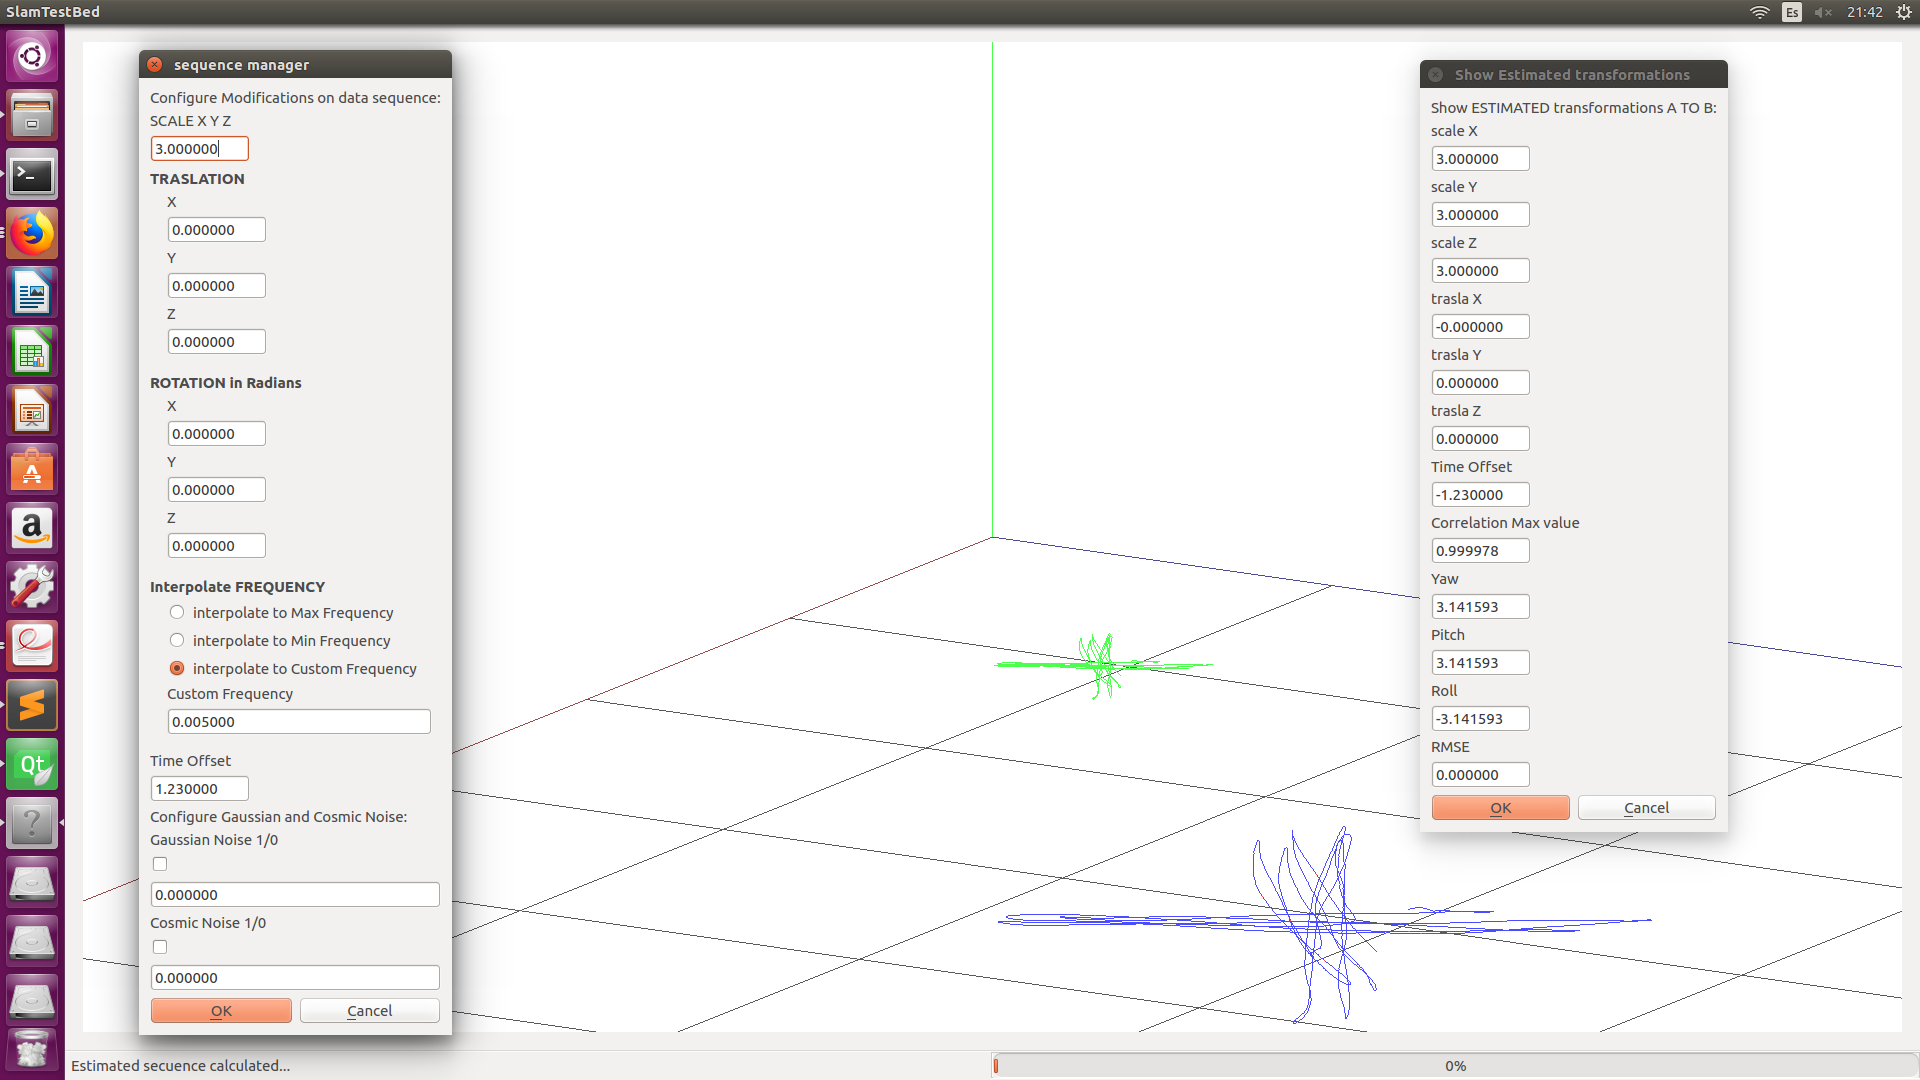 SlamTestBed
Es
21:42
sequence manager
Configure Modifications on data sequence:
SCALE X Y Z
3.000000
TRASLATION
X
0.000000
Y
0.000000
Z
0.000000
ROTATION in Radians
X
0.000000
Y
0.000000
Z
0.000000
Interpolate FREQUENCY
interpolate to Max Frequency
interpolate to Min Frequency
interpolate to Custom Frequency
Custom Frequency
0.005000
Time Offset
1.230000
Configure Gaussian and Cosmic Noise:
Gaussian Noise 1/0
0.000000
Cosmic Noise 1/0
0.000000
OK
Cancel
Show Estimated transformations
Show ESTIMATED transformations A TO B:
scale X
3.000000
scale Y
3.000000
scale Z
3.000000
trasla X
-0.000000
trasla Y
0.000000
trasla Z
0.000000
Time Offset
-1.230000
Correlation Max value
0.999978
Yaw
3.141593
Pitch
3.141593
Roll
-3.141593
RMSE
0.000000
OK
Cancel
Qt
Estimated secuence calculated...
0%